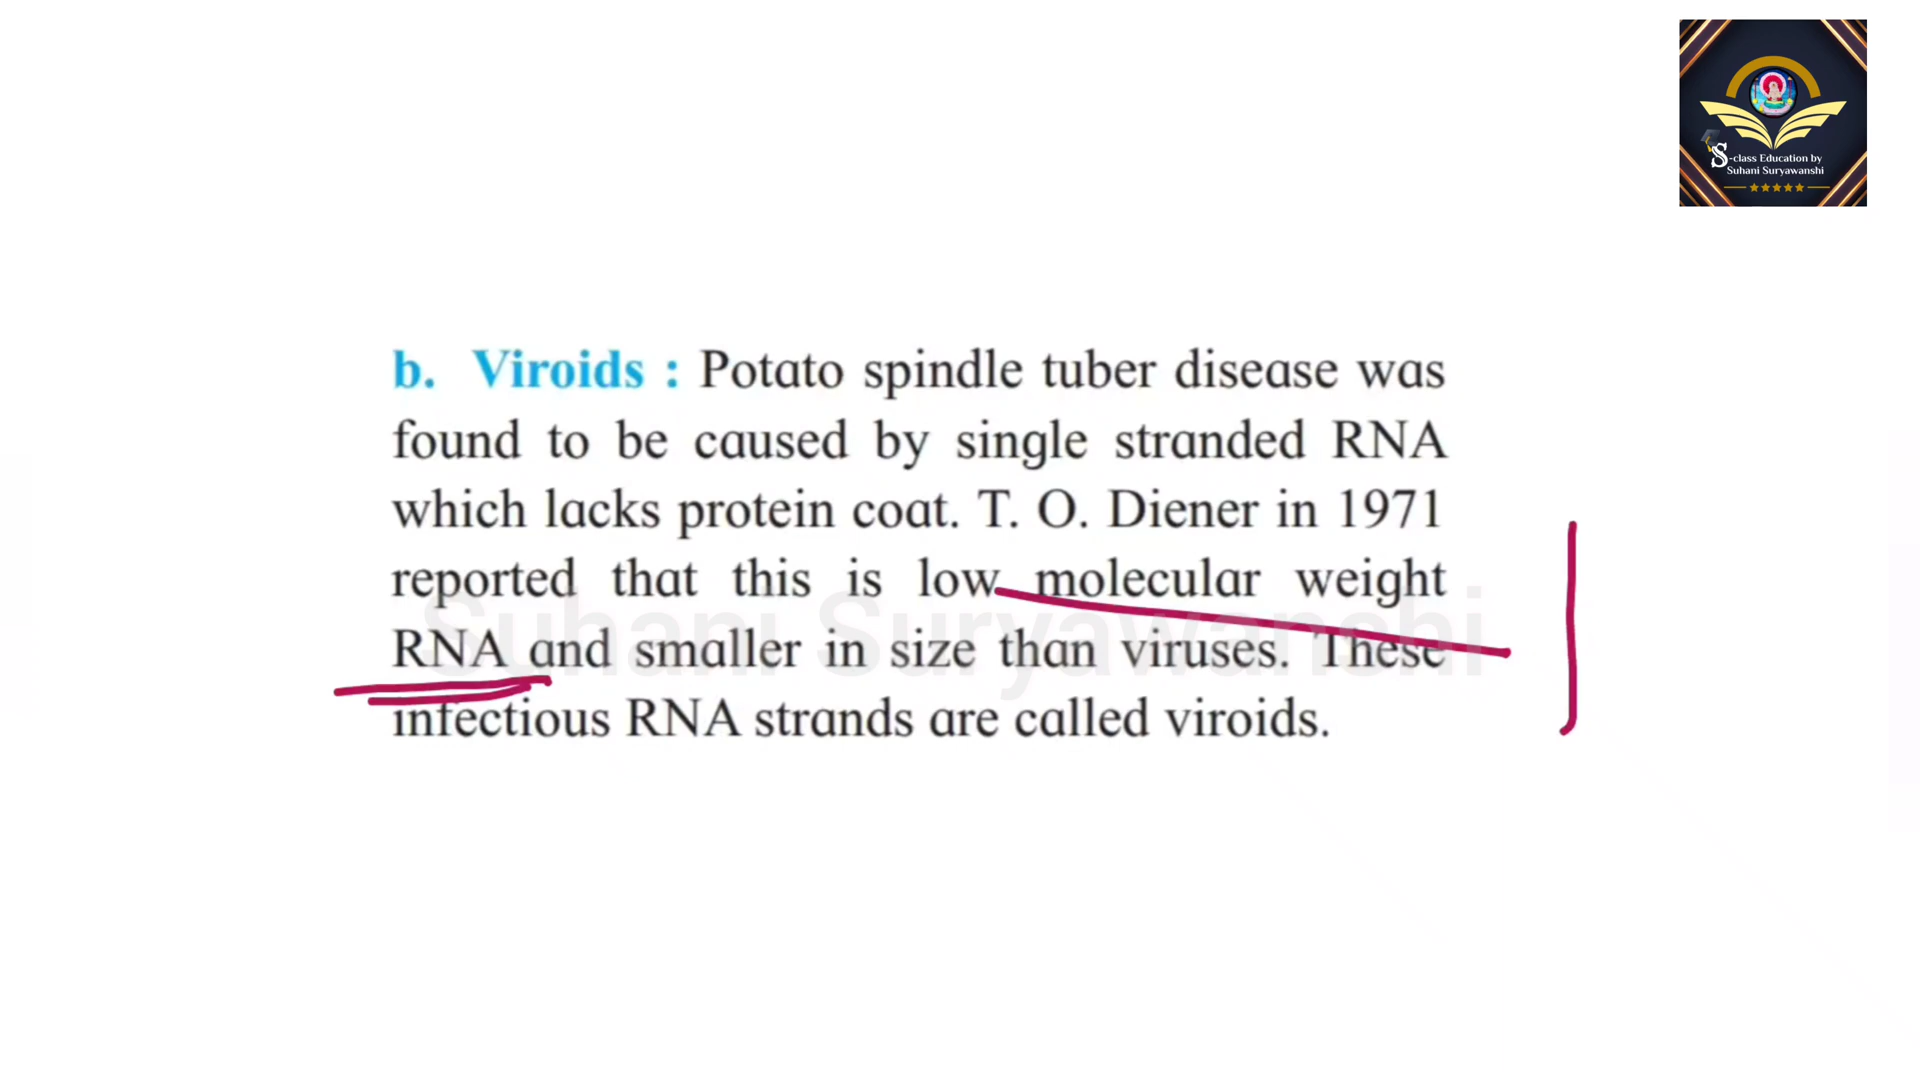 S-class Education by
Suhani Suryawanshi
b. Viroids : Potato spindle tuber disease was
found to be caused by single stranded RNA
which lacks protein coat. T. O. Diener in 1971
reported that this is low molecular weight
RNA and smaller in size than viruses. These
infectious RNA strands are called viroids.
Suhani Suryawanshi